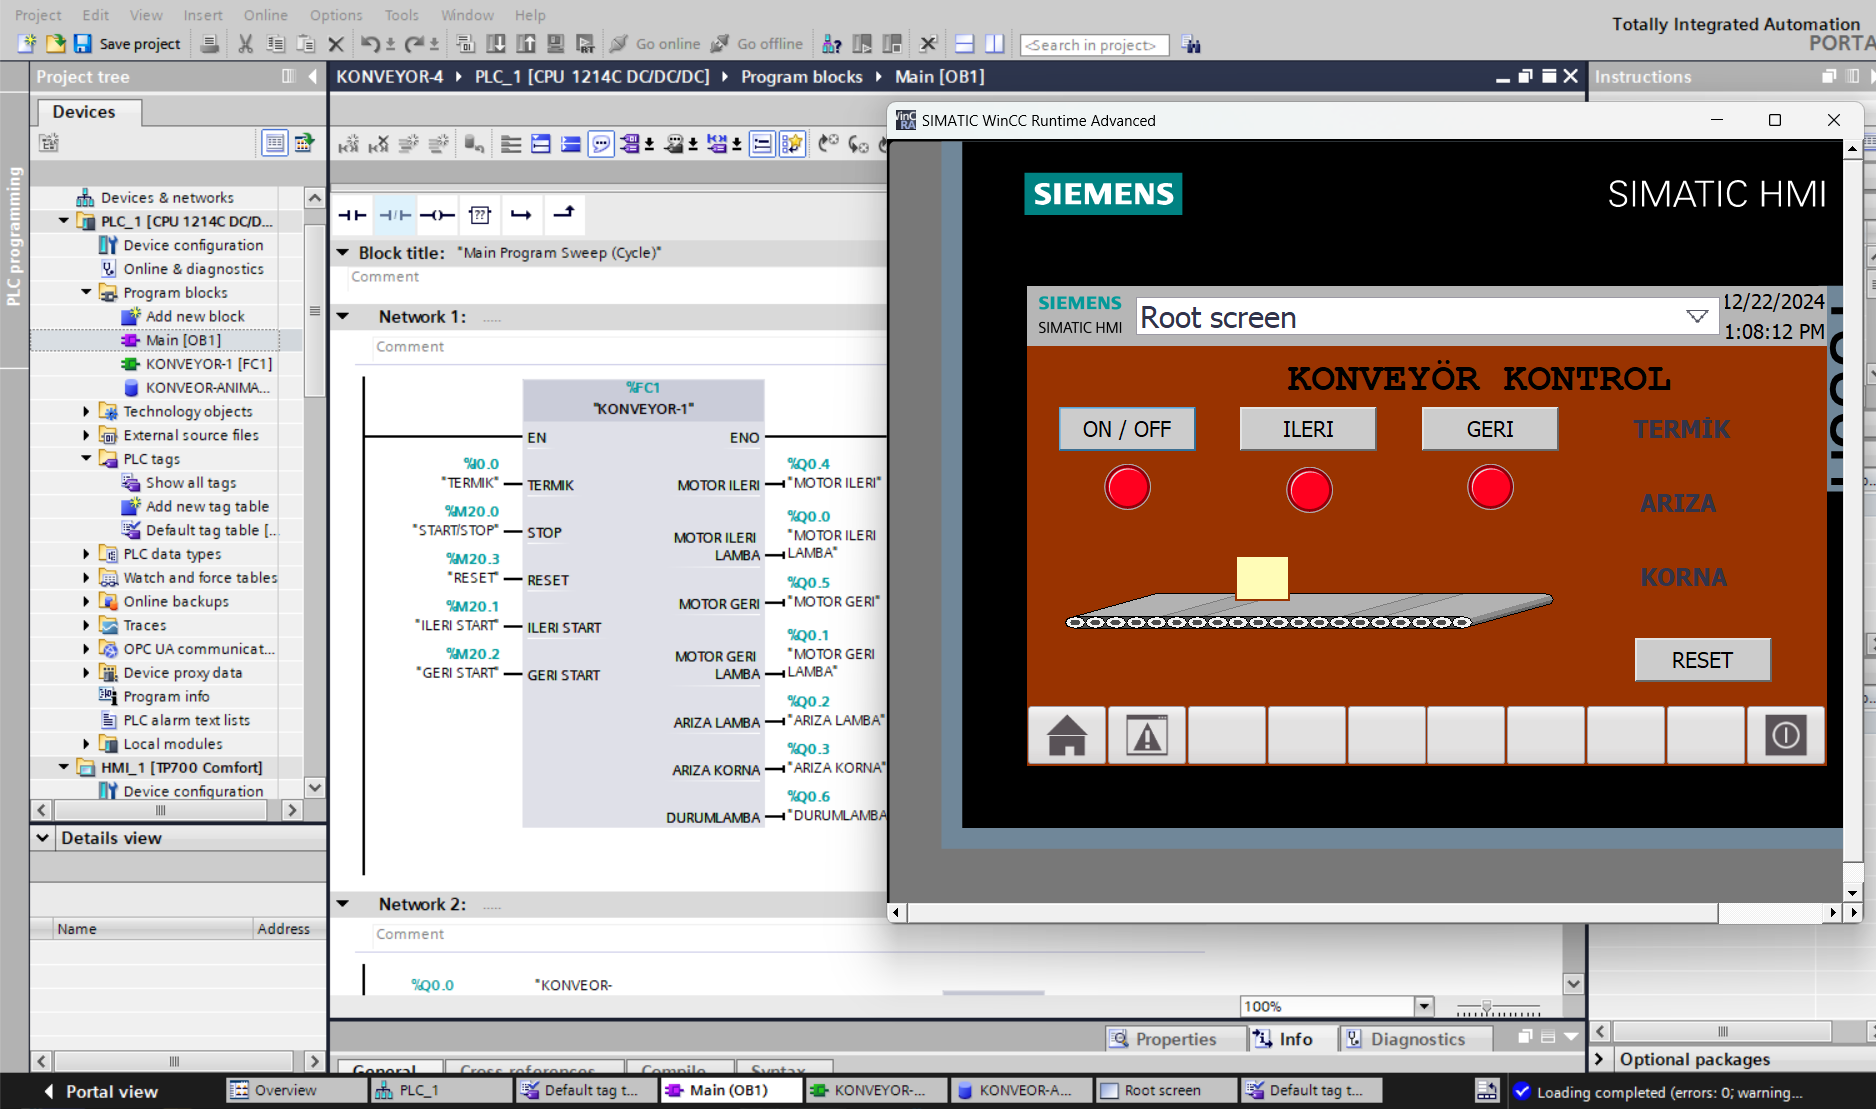 Project Edit View Insert Online Options Tools Window Help
Totally Integrated Automation
PORTA
Save project
Go online
Go offline
<Search in project>
Project tree
KONVEYOR-4 ▸ PLC_1 [CPU 1214C DC/DC/DC] ▸ Program blocks ▸ Main [OB1]
Instructions
Devices
PLC programming
Devices & networks
PLC_1 [CPU 1214C DC/D...
Device configuration
Online & diagnostics
Program blocks
Add new block
Main [OB1]
KONVEYOR-1 [FC1]
KONVEOR-ANIMA...
Technology objects
External source files
PLC tags
Show all tags
Add new tag table
Default tag table [...
PLC data types
Watch and force tables
Online backups
Traces
OPC UA communicat...
Device proxy data
Program info
PLC alarm text lists
Local modules
HMI_1 [TP700 Comfort]
Device configuration
Details view
Name Address
??
Block title: "Main Program Sweep (Cycle)"
Comment
Network 1: .....
Comment
%FC1
"KONVEYOR-1"
EN ENO
%I0.0
"TERMIK"
TERMIK
%M20.0
"START/STOP"
STOP
%M20.3
"RESET"
RESET
%M20.1
"ILERI START"
ILERI START
%M20.2
"GERI START"
GERI START
MOTOR ILERI
%Q0.4
"MOTOR ILERI"
MOTOR ILERI
LAMBA
%Q0.0
"MOTOR ILERI
LAMBA"
MOTOR GERI
%Q0.5
"MOTOR GERI"
MOTOR GERI
LAMBA
%Q0.1
"MOTOR GERI
LAMBA"
ARIZA LAMBA
%Q0.2
"ARIZA LAMBA"
ARIZA KORNA
%Q0.3
"ARIZA KORNA"
DURUMLAMBA
%Q0.6
"DURUMLAMBA
Network 2: .....
Comment
%Q0.0 "KONVEOR-
100%
Properties
Info
Diagnostics
General Cross-references Compile Syntax
Optional packages
SIMATIC WinCC Runtime Advanced
SIEMENS
SIMATIC HMI
SIEMENS
SIMATIC HMI
Root screen
12/22/2024
1:08:12 PM
KONVEYÖR KONTROL
ON / OFF
ILERI
GERI
TERMİK
ARIZA
KORNA
RESET
Portal view
Overview
PLC_1
Default tag t...
Main (OB1)
KONVEYOR-...
KONVEOR-A...
Root screen
Default tag t...
Loading completed (errors: 0; warning...